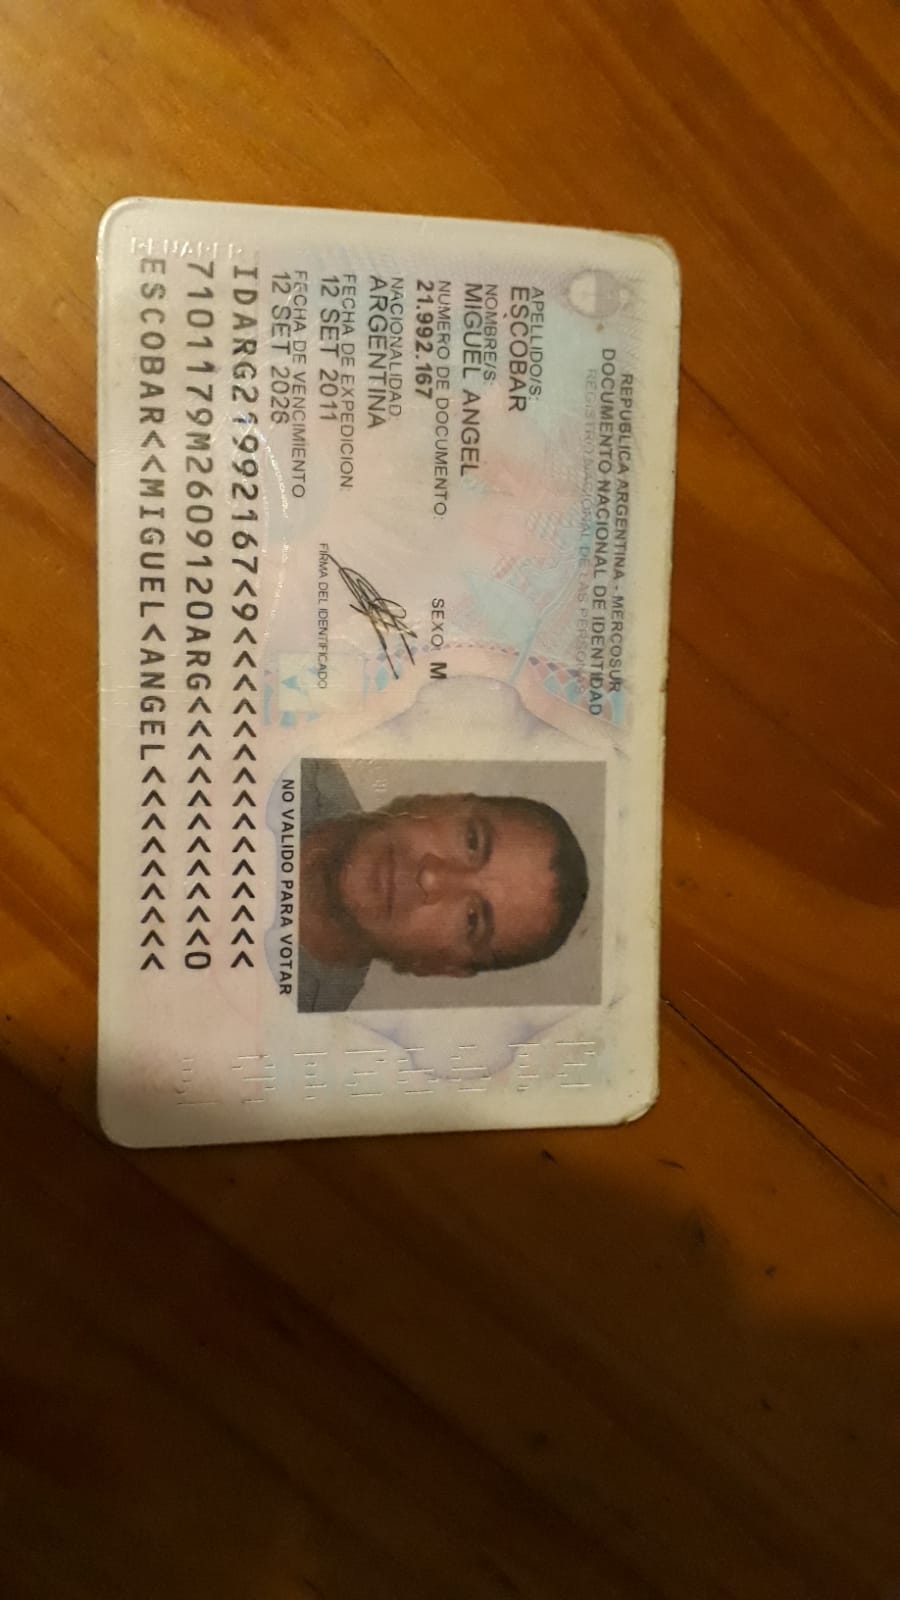 REPUBLICA ARGENTINA - MERCOSUR
DOCUMENTO NACIONAL DE IDENTIDAD
REGISTRO NACIONAL DE LAS PERSONAS
APELLIDO/S:
ESCOBAR
NOMBRE/S:
MIGUEL ANGEL
NUMERO DE DOCUMENTO:
21.992.167
SEXO: M
NACIONALIDAD:
ARGENTINA
FECHA DE EXPEDICION:
12 SET 2011
FECHA DE VENCIMIENTO
12 SET 2026
FIRMA DEL IDENTIFICADO
NO VALIDO PARA VOTAR
RENAPER
IDARG21992167<9<<<<<<<<<<<<<<<
7101179M2609120ARG<<<<<<<<<<<0
ESCOBAR<<MIGUEL<ANGEL<<<<<<<<<